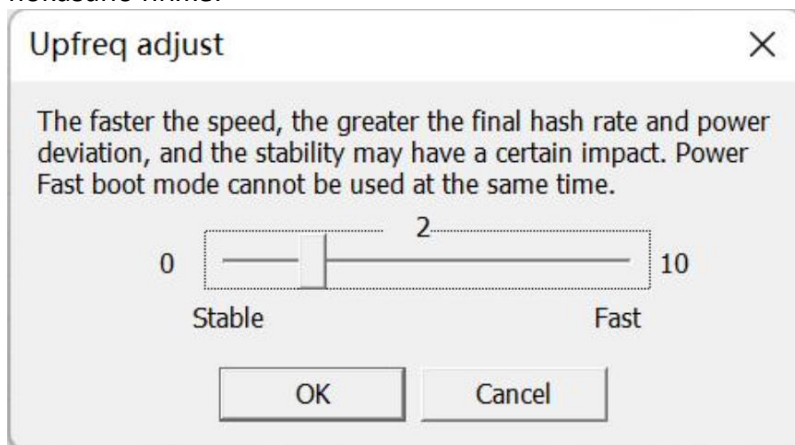 Upfreq adjust
The faster the speed, the greater the final hash rate and power
deviation, and the stability may have a certain impact. Power
Fast boot mode cannot be used at the same time.
2
0 10
Stable Fast
OK Cancel